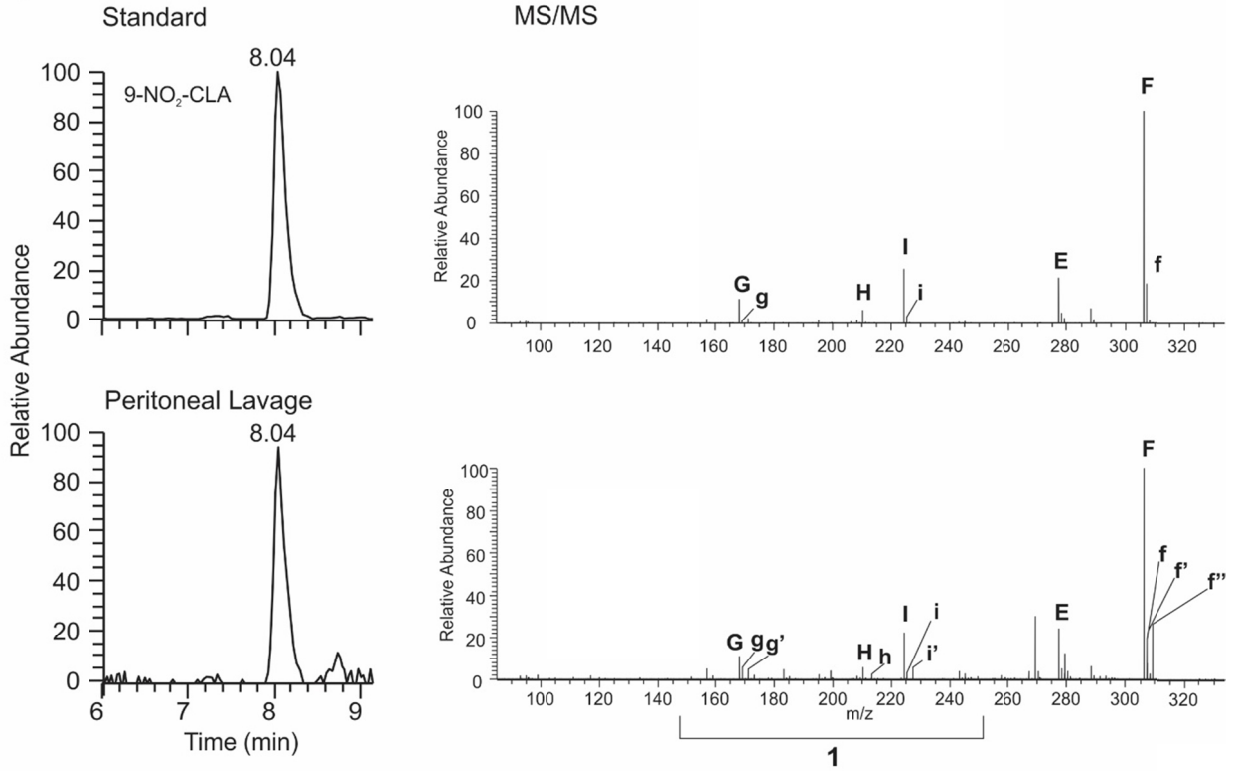 Standard
MS/MS
8.04
9-NO2-CLA
100
80
60
40
20
0
Relative Abundance
100
80
60
40
20
0
F
f
E
I
i
H
G
g
100 120 140 160 180 200 220 240 260 280 300 320
Relative Abundance
Peritoneal Lavage
8.04
100
80
60
40
20
0
6 7 8 9
Time (min)
Relative Abundance
100
80
60
40
20
0
F
f
f'
f''
E
I
i
i'
H
h
G
g
g'
100 120 140 160 180 200 220 240 260 280 300 320
m/z
1